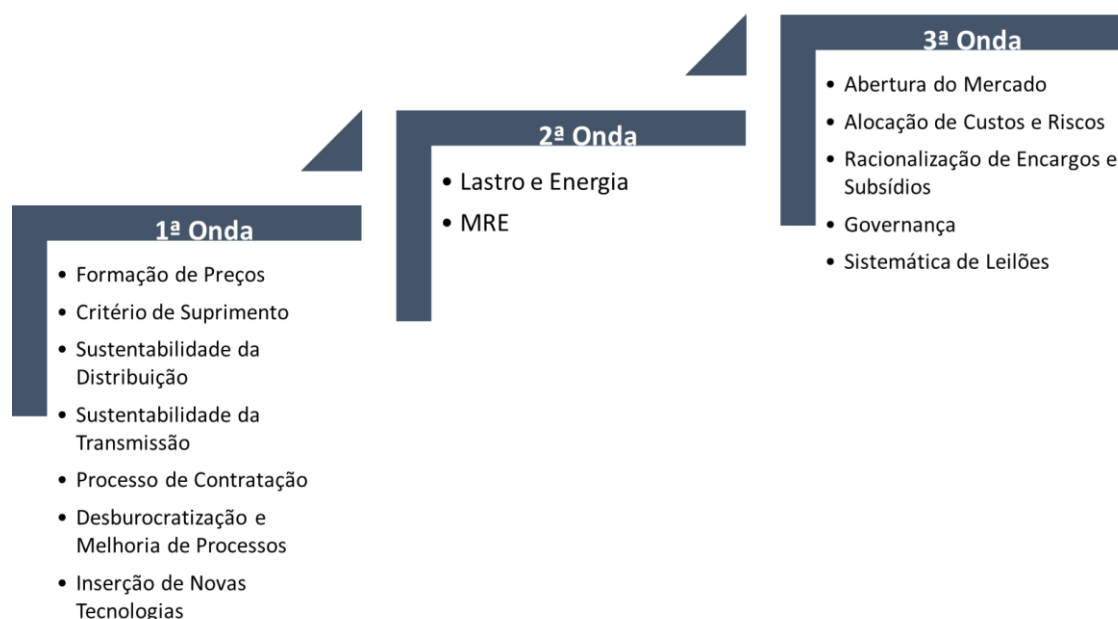 1ª Onda
• Formação de Preços
• Critério de Suprimento
• Sustentabilidade da
Distribuição
• Sustentabilidade da
Transmissão
• Processo de Contratação
• Desburocratização e
Melhoria de Processos
• Inserção de Novas
Tecnologias
2ª Onda
• Lastro e Energia
• MRE
3ª Onda
• Abertura do Mercado
• Alocação de Custos e Riscos
• Racionalização de Encargos e
Subsídios
• Governança
• Sistemática de Leilões